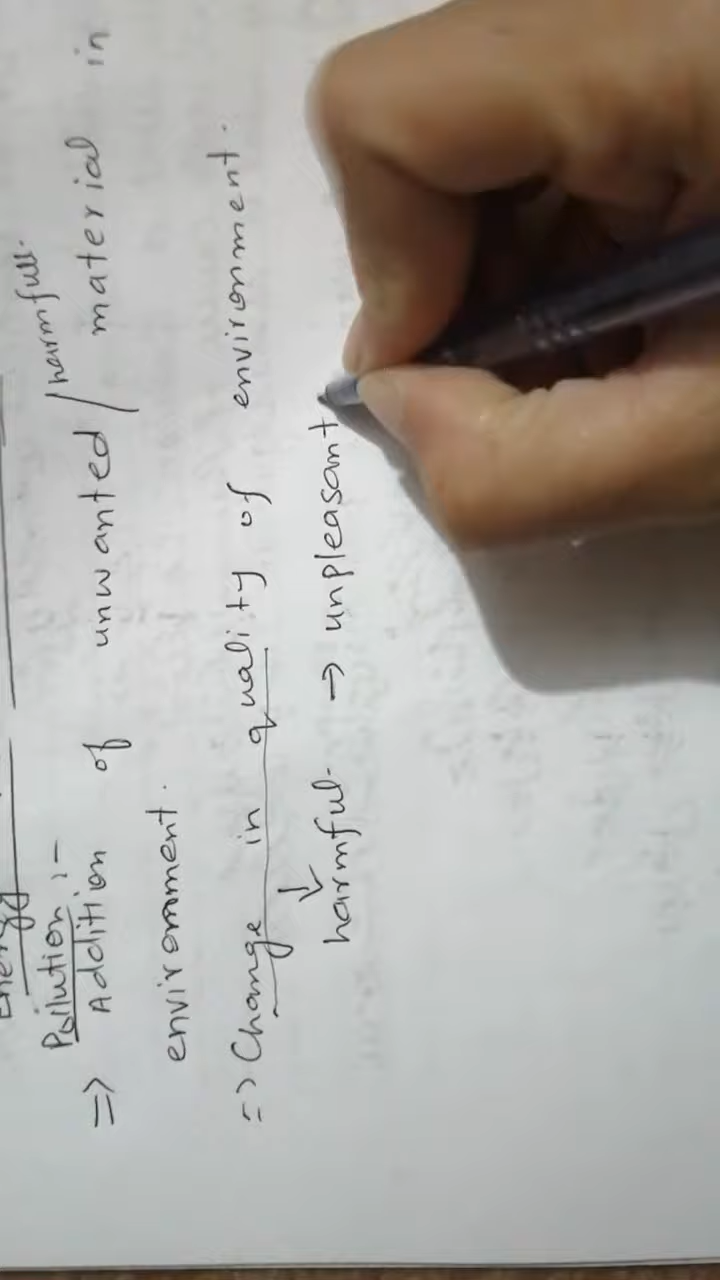 Pollution :-
=> Addition of unwanted / harmfull. material in
environment.
=> Change in quality of environment.
harmful. → unpleasant